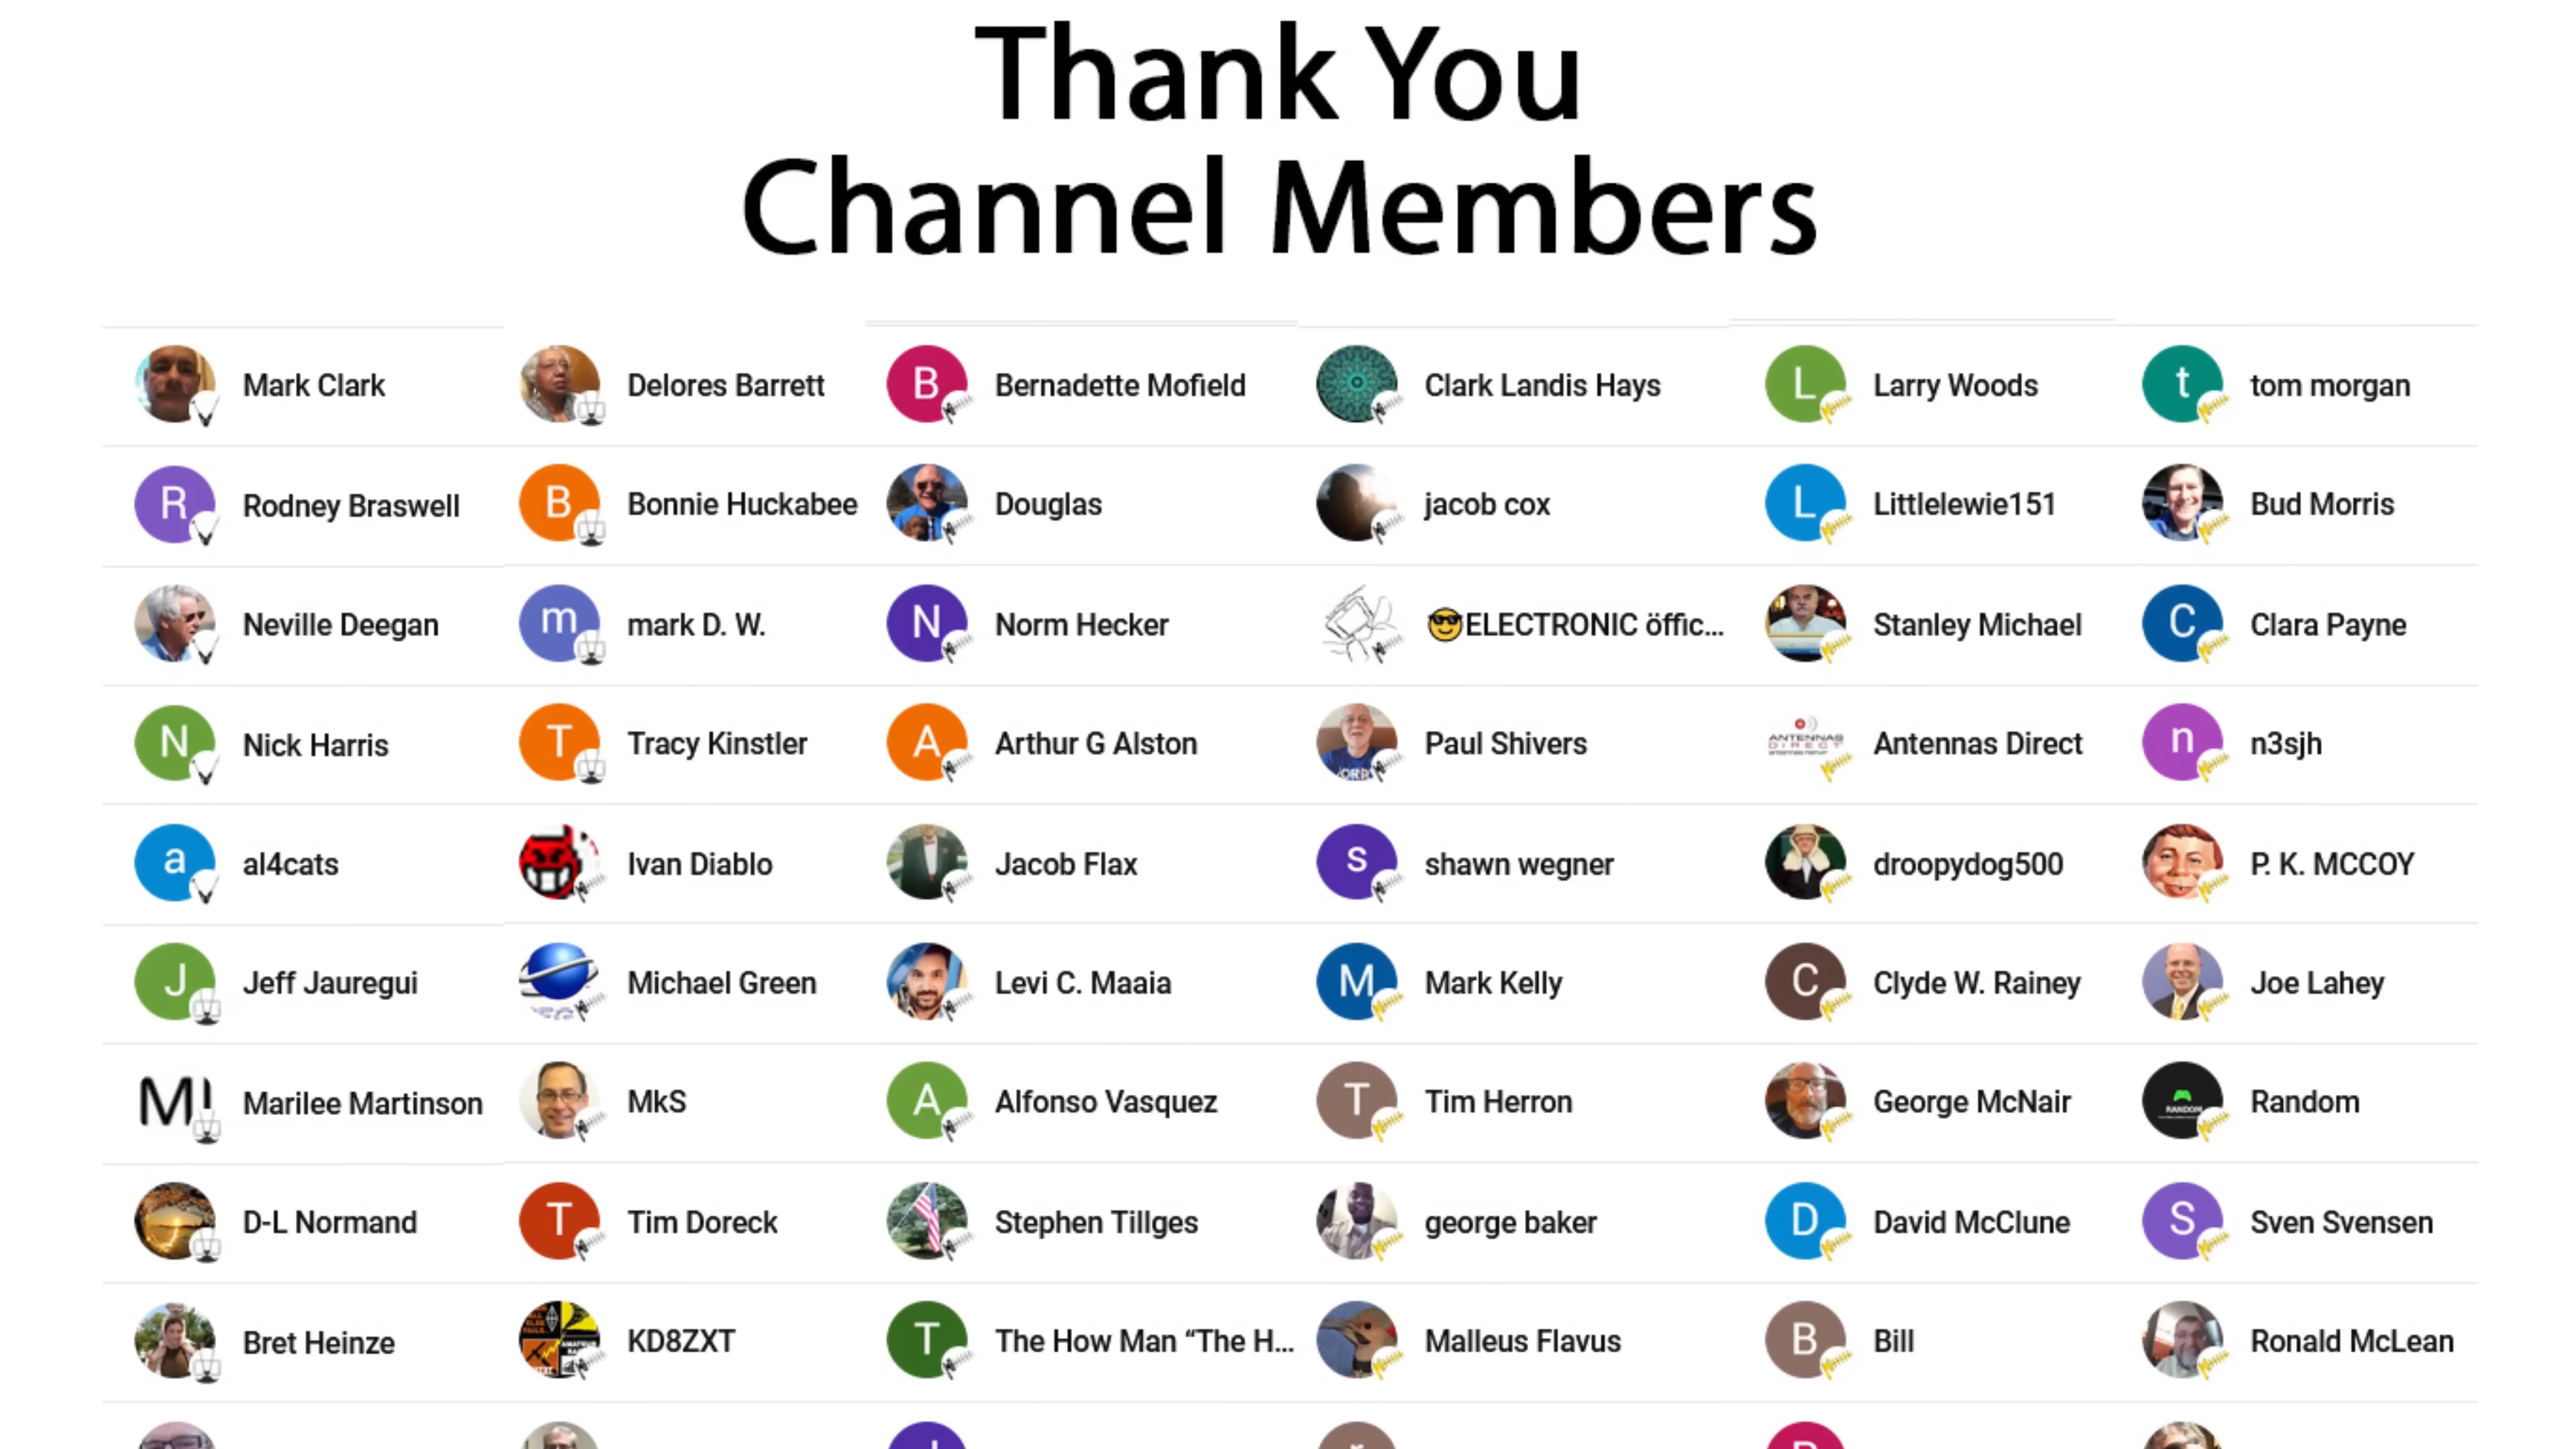 Thank You
Channel Members
Mark Clark
Delores Barrett
B Bernadette Mofield
Clark Landis Hays
L Larry Woods
t tom morgan
R Rodney Braswell
B Bonnie Huckabee
Douglas
jacob cox
L Littlelewie151
Bud Morris
Neville Deegan
m mark D. W.
N Norm Hecker
😎ELECTRONIC öffic...
Stanley Michael
C Clara Payne
N Nick Harris
T Tracy Kinstler
A Arthur G Alston
Paul Shivers
ANTENNAS DIRECT Antennas Direct
n n3sjh
a al4cats
Ivan Diablo
Jacob Flax
s shawn wegner
droopydog500
P. K. MCCOY
J Jeff Jauregui
Michael Green
Levi C. Maaia
M Mark Kelly
C Clyde W. Rainey
Joe Lahey
Marilee Martinson
MkS
A Alfonso Vasquez
T Tim Herron
George McNair
RANDOM Random
D-L Normand
T Tim Doreck
Stephen Tillges
george baker
D David McClune
S Sven Svensen
Bret Heinze
KD8ZXT
T The How Man “The H...
Malleus Flavus
B Bill
Ronald McLean